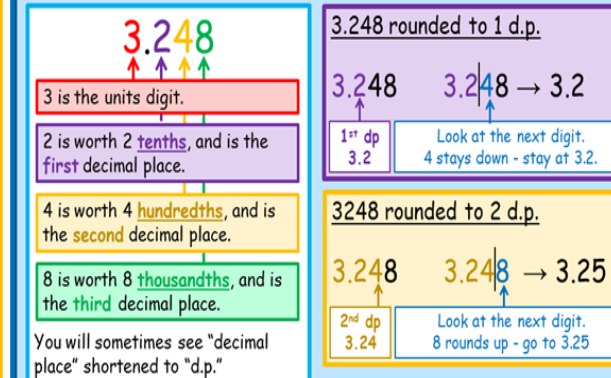 3.248
3 is the units digit.
2 is worth 2 tenths, and is the
first decimal place.
4 is worth 4 hundredths, and is
the second decimal place.
8 is worth 8 thousandths, and is
the third decimal place.
You will sometimes see “decimal
place” shortened to “d.p.”
3.248 rounded to 1 d.p.
3.248 3.2|48 → 3.2
1st dp
3.2
Look at the next digit.
4 stays down - stay at 3.2.
3248 rounded to 2 d.p.
3.248 3.24|8 → 3.25
2nd dp
3.24
Look at the next digit.
8 rounds up - go to 3.25